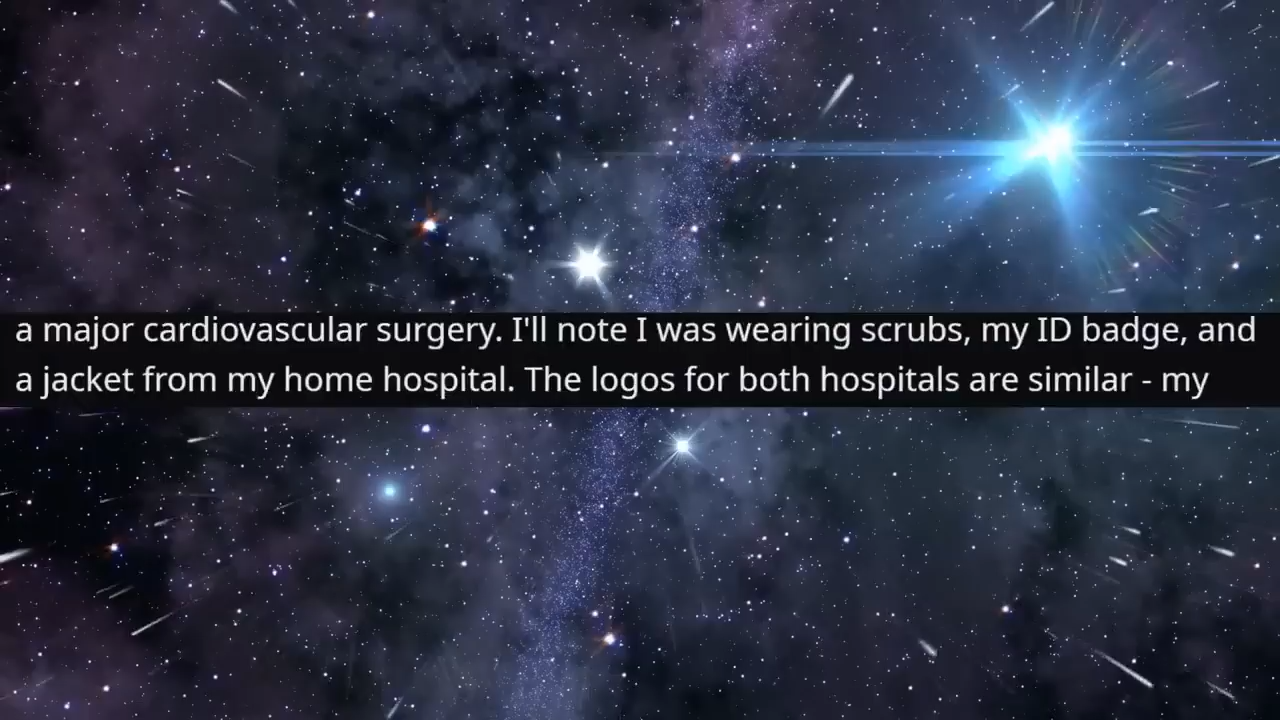 a major cardiovascular surgery. I'll note I was wearing scrubs, my ID badge, and
a jacket from my home hospital. The logos for both hospitals are similar - my